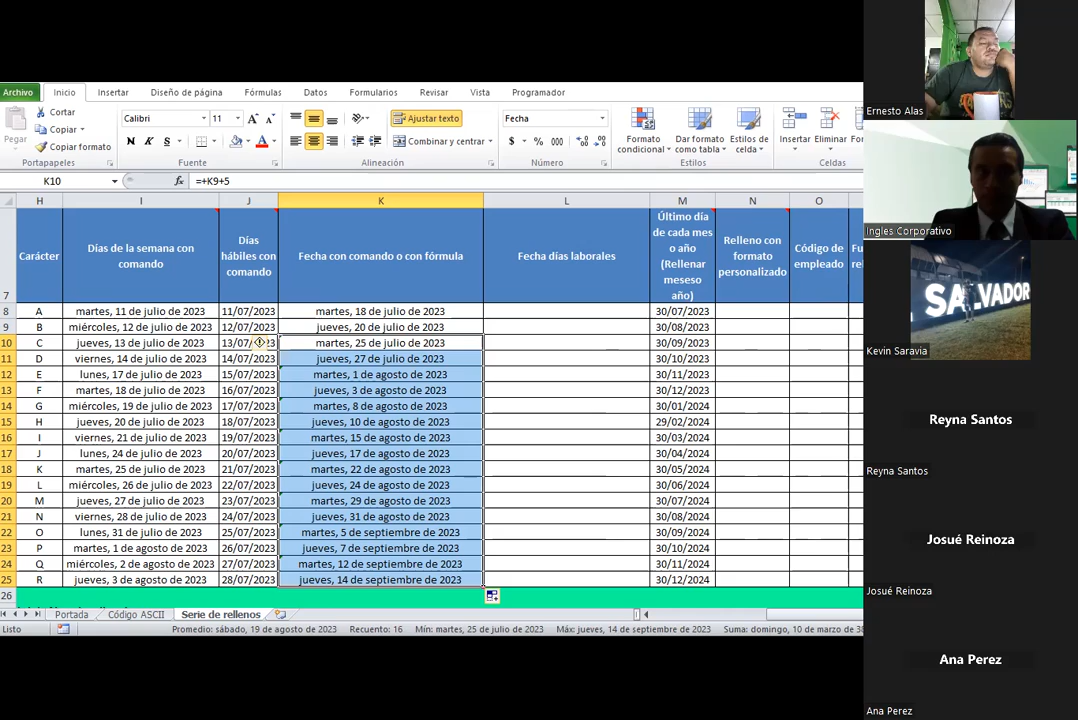 Archivo Inicio Insertar Diseño de página Fórmulas Datos Formularios Revisar Vista Programador
Cortar
Copiar
Copiar formato
Pegar
Portapapeles
Calibri 11
N K S
Fuente
Ajustar texto
Combinar y centrar
Alineación
Fecha
$ % 000
Número
Formato condicional
Dar formato como tabla
Estilos de celda
Estilos
Insertar Eliminar Formato
Celdas
K10 fx =+K9+5
H I J K L M N O
7 Carácter Días de la semana con comando Días hábiles con comando Fecha con comando o con fórmula Fecha días laborales Último día de cada mes o año (Rellenar meseso año) Relleno con formato personalizado Código de empleado
8 A martes, 11 de julio de 2023 11/07/2023 martes, 18 de julio de 2023 30/07/2023
9 B miércoles, 12 de julio de 2023 12/07/2023 jueves, 20 de julio de 2023 30/08/2023
10 C jueves, 13 de julio de 2023 13/07/ 23 martes, 25 de julio de 2023 30/09/2023
11 D viernes, 14 de julio de 2023 14/07/2023 jueves, 27 de julio de 2023 30/10/2023
12 E lunes, 17 de julio de 2023 15/07/2023 martes, 1 de agosto de 2023 30/11/2023
13 F martes, 18 de julio de 2023 16/07/2023 jueves, 3 de agosto de 2023 30/12/2023
14 G miércoles, 19 de julio de 2023 17/07/2023 martes, 8 de agosto de 2023 30/01/2024
15 H jueves, 20 de julio de 2023 18/07/2023 jueves, 10 de agosto de 2023 29/02/2024
16 I viernes, 21 de julio de 2023 19/07/2023 martes, 15 de agosto de 2023 30/03/2024
17 J lunes, 24 de julio de 2023 20/07/2023 jueves, 17 de agosto de 2023 30/04/2024
18 K martes, 25 de julio de 2023 21/07/2023 martes, 22 de agosto de 2023 30/05/2024
19 L miércoles, 26 de julio de 2023 22/07/2023 jueves, 24 de agosto de 2023 30/06/2024
20 M jueves, 27 de julio de 2023 23/07/2023 martes, 29 de agosto de 2023 30/07/2024
21 N viernes, 28 de julio de 2023 24/07/2023 jueves, 31 de agosto de 2023 30/08/2024
22 O lunes, 31 de julio de 2023 25/07/2023 martes, 5 de septiembre de 2023 30/09/2024
23 P martes, 1 de agosto de 2023 26/07/2023 jueves, 7 de septiembre de 2023 30/10/2024
24 Q miércoles, 2 de agosto de 2023 27/07/2023 martes, 12 de septiembre de 2023 30/11/2024
25 R jueves, 3 de agosto de 2023 28/07/2023 jueves, 14 de septiembre de 2023 30/12/2024
26
Portada Código ASCII Serie de rellenos
Listo Promedio: sábado, 19 de agosto de 2023 Recuento: 16 Mín: martes, 25 de julio de 2023 Máx: jueves, 14 de septiembre de 2023 Suma: domingo, 10 de marzo de 38
Ernesto Alas
Ingles Corporativo
SALVADOR
Kevin Saravia
Reyna Santos
Reyna Santos
Josué Reinoza
Josué Reinoza
Ana Perez
Ana Perez